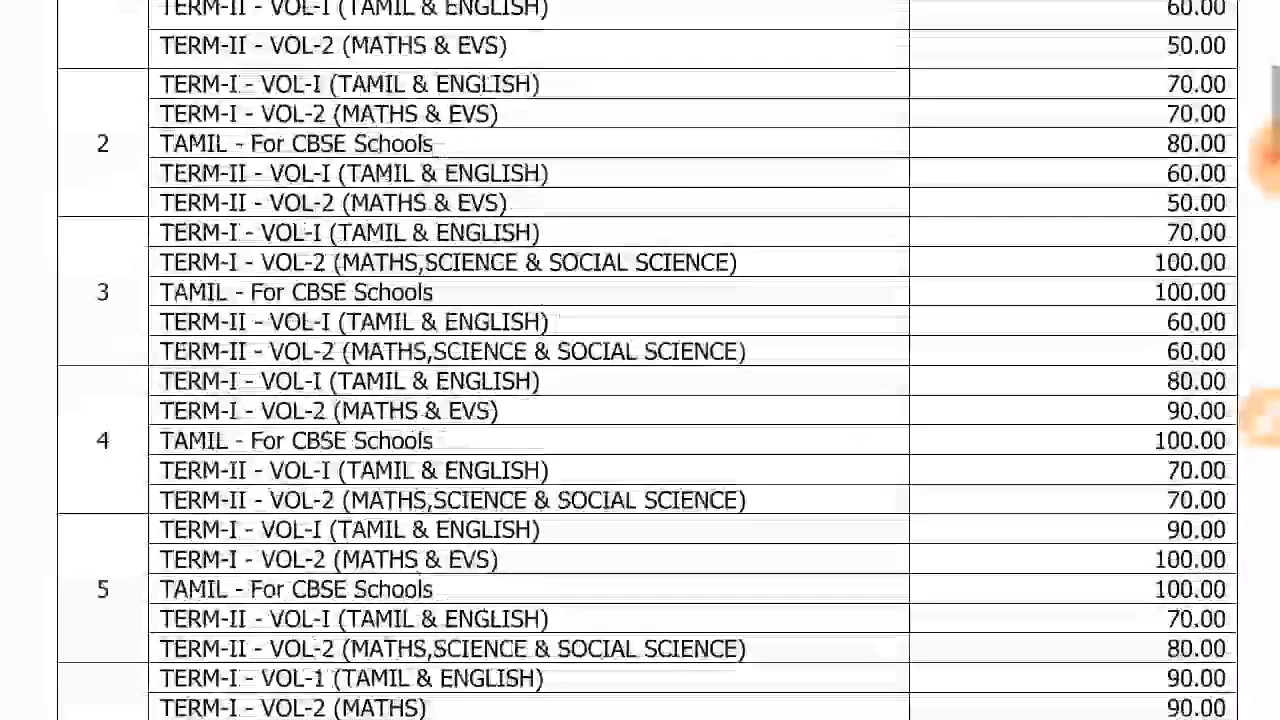 TERM-II - VOL-I (TAMIL & ENGLISH) 60.00
TERM-II - VOL-2 (MATHS & EVS) 50.00
TERM-I - VOL-I (TAMIL & ENGLISH) 70.00
TERM-I - VOL-2 (MATHS & EVS) 70.00
2 TAMIL - For CBSE Schools 80.00
TERM-II - VOL-I (TAMIL & ENGLISH) 60.00
TERM-II - VOL-2 (MATHS & EVS) 50.00
TERM-I - VOL-I (TAMIL & ENGLISH) 70.00
TERM-I - VOL-2 (MATHS,SCIENCE & SOCIAL SCIENCE) 100.00
3 TAMIL - For CBSE Schools 100.00
TERM-II - VOL-I (TAMIL & ENGLISH) 60.00
TERM-II - VOL-2 (MATHS,SCIENCE & SOCIAL SCIENCE) 60.00
TERM-I - VOL-I (TAMIL & ENGLISH) 80.00
TERM-I - VOL-2 (MATHS & EVS) 90.00
4 TAMIL - For CBSE Schools 100.00
TERM-II - VOL-I (TAMIL & ENGLISH) 70.00
TERM-II - VOL-2 (MATHS,SCIENCE & SOCIAL SCIENCE) 70.00
TERM-I - VOL-I (TAMIL & ENGLISH) 90.00
TERM-I - VOL-2 (MATHS & EVS) 100.00
5 TAMIL - For CBSE Schools 100.00
TERM-II - VOL-I (TAMIL & ENGLISH) 70.00
TERM-II - VOL-2 (MATHS,SCIENCE & SOCIAL SCIENCE) 80.00
TERM-I - VOL-1 (TAMIL & ENGLISH) 90.00
TERM-I - VOL-2 (MATHS) 90.00